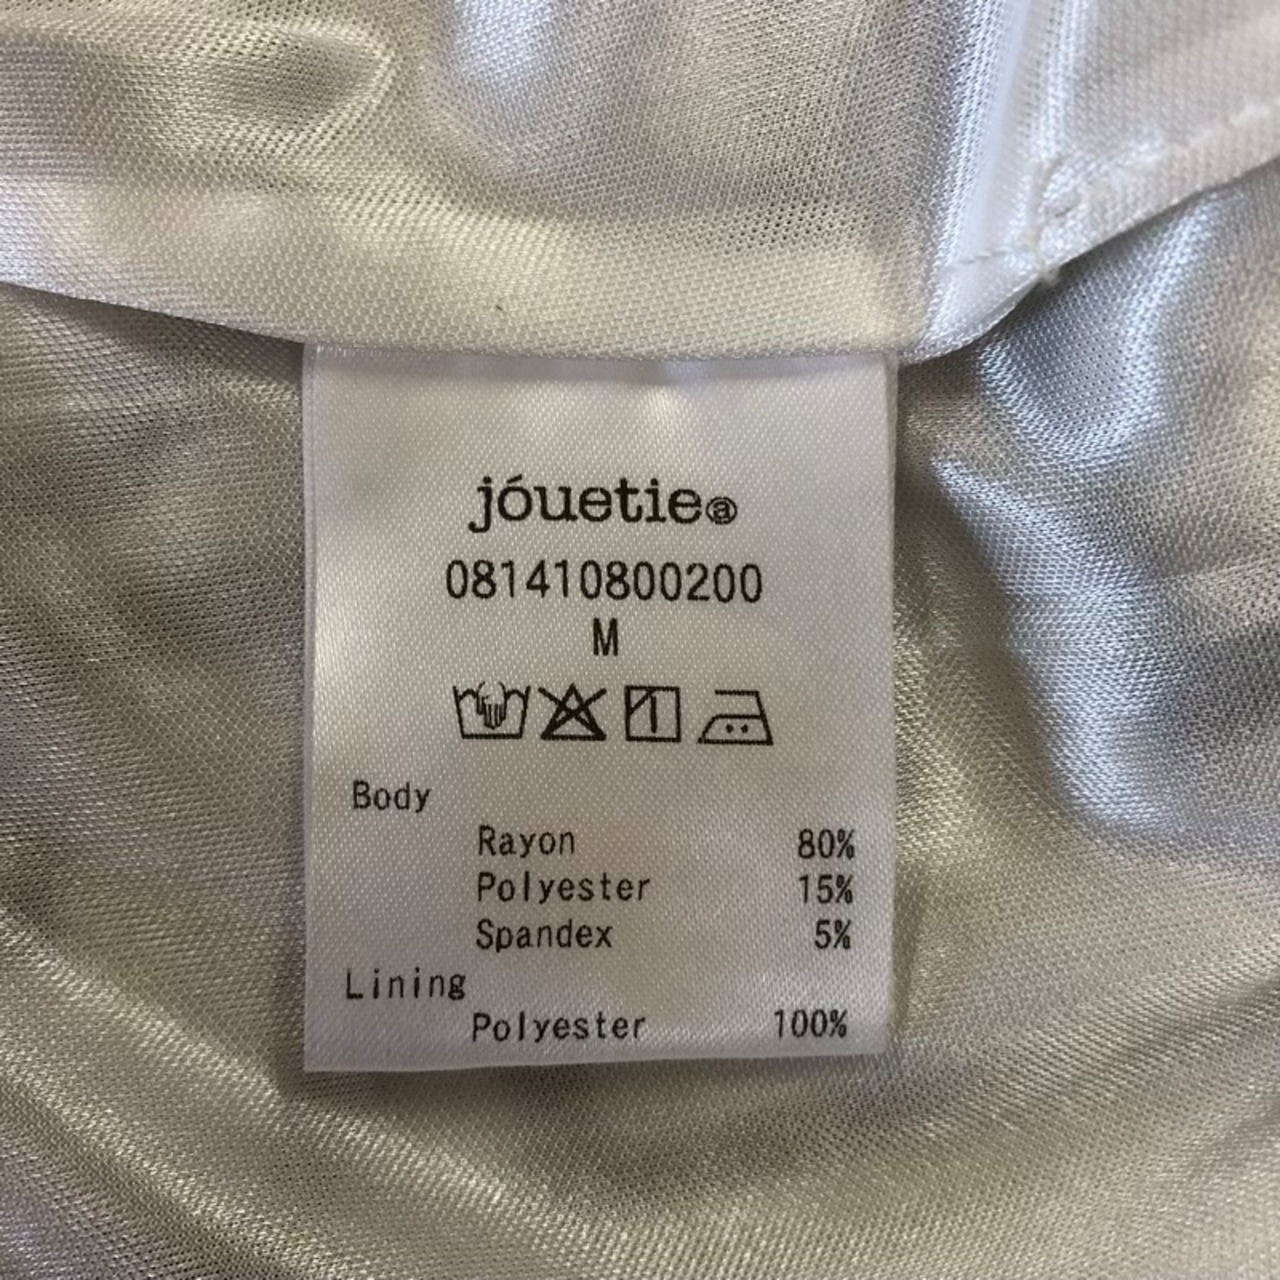 jóuetie@
081410800200
M
Body
Rayon 80%
Polyester 15%
Spandex 5%
Lining
Polyester 100%